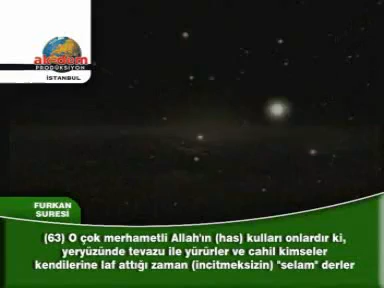 PRODÜKSİYON
İSTANBUL
FURKAN
SURESİ
(63) O çok merhametli Allah'ın (has) kulları onlardır ki,
yeryüzünde tevazu ile yürürler ve cahil kimseler
kendilerine laf attığı zaman (incitmeksizin) "selam" derler